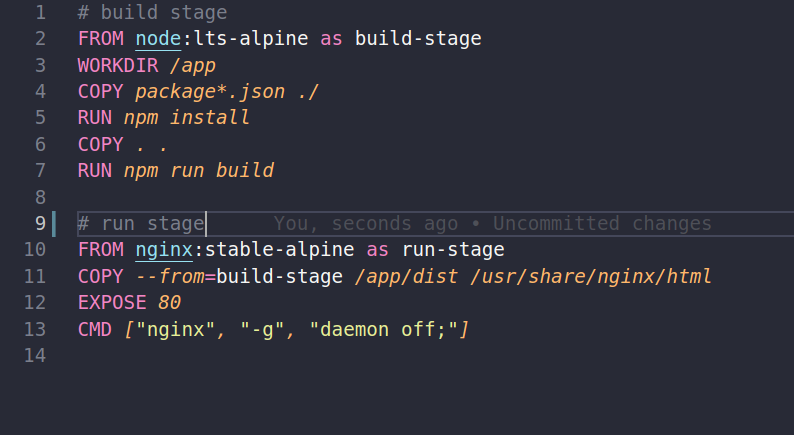 1 # build stage
2 FROM node:lts-alpine as build-stage
3 WORKDIR /app
4 COPY package*.json ./
5 RUN npm install
6 COPY . .
7 RUN npm run build
8
9 # run stage You, seconds ago • Uncommitted changes
10 FROM nginx:stable-alpine as run-stage
11 COPY --from=build-stage /app/dist /usr/share/nginx/html
12 EXPOSE 80
13 CMD ["nginx", "-g", "daemon off;"]
14